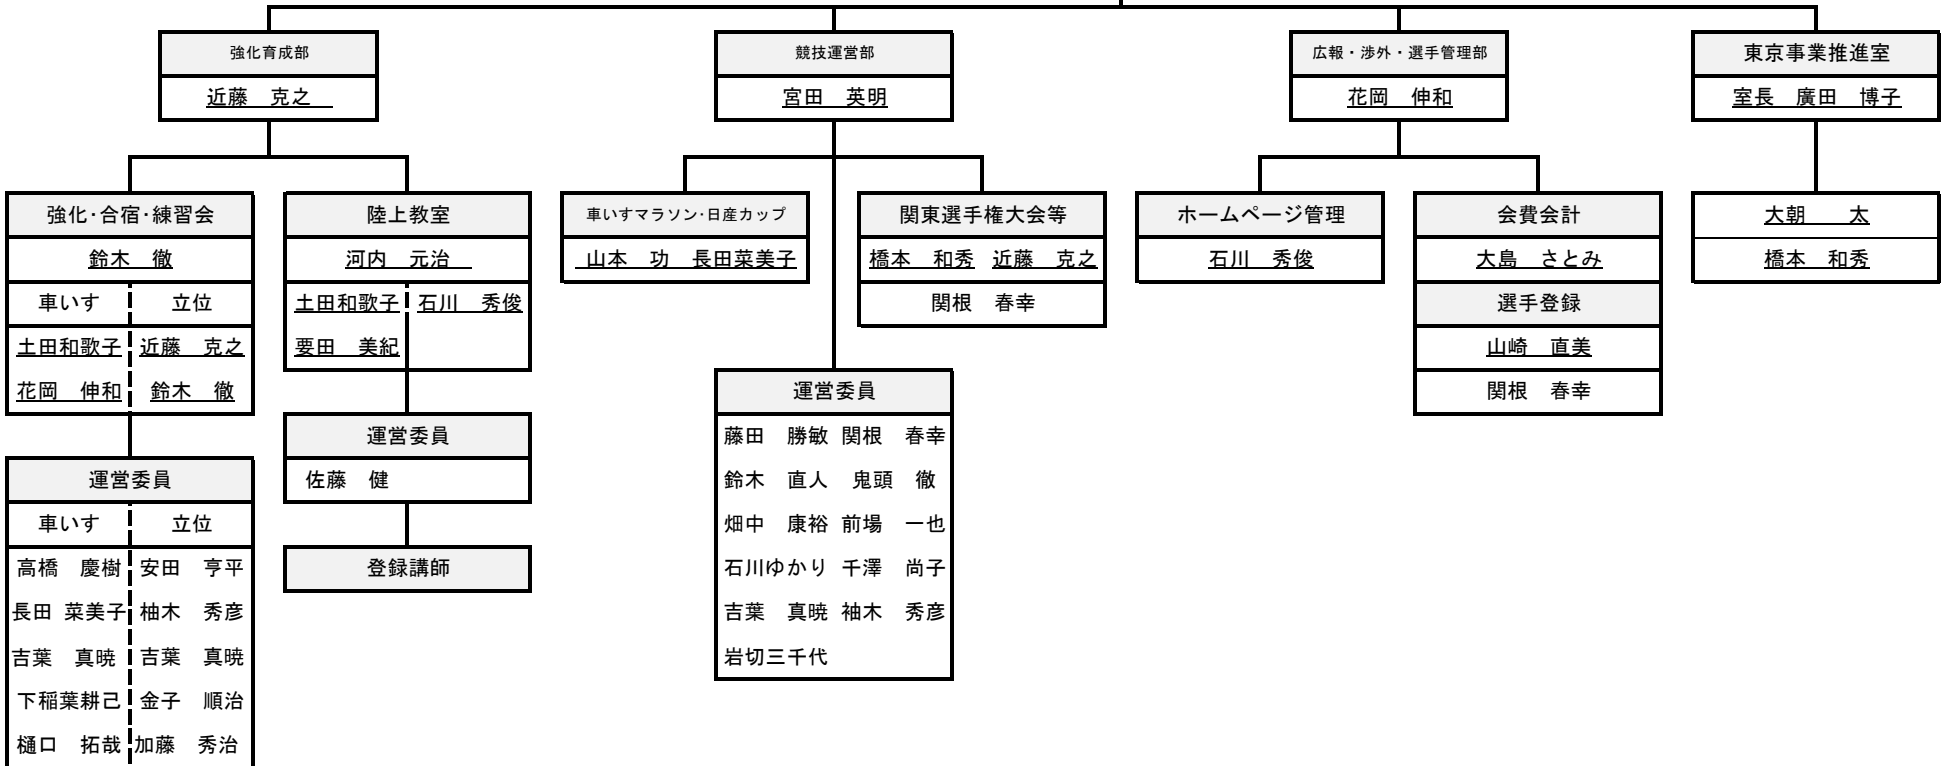 強化育成部
近藤　克之
競技運営部
宮田　英明
広報・渉外・選手管理部
花岡　伸和
東京事業推進室
室長　廣田　博子
強化･合宿･練習会
鈴木　徹
車いす　立位
土田和歌子　近藤　克之
花岡　伸和　鈴木　徹
運営委員
車いす　立位
高橋　慶樹　安田　亨平
長田 菜美子　柚木　秀彦
吉葉　真暁　吉葉　真暁
下稲葉耕己　金子　順治
樋口　拓哉　加藤　秀治
陸上教室
河内　元治
土田和歌子　石川　秀俊
要田　美紀
運営委員
佐藤　健
登録講師
車いすマラソン･日産カップ
山本　功　長田菜美子
関東選手権大会等
橋本　和秀　近藤　克之
関根　春幸
運営委員
藤田　勝敏　関根　春幸
鈴木　直人　鬼頭　徹
畑中　康裕　前場　一也
石川ゆかり　千澤　尚子
吉葉　真暁　袖木　秀彦
岩切三千代
ホームページ管理
石川　秀俊
会費会計
大島　さとみ
選手登録
山崎　直美
関根　春幸
大朝　　太
橋本　和秀